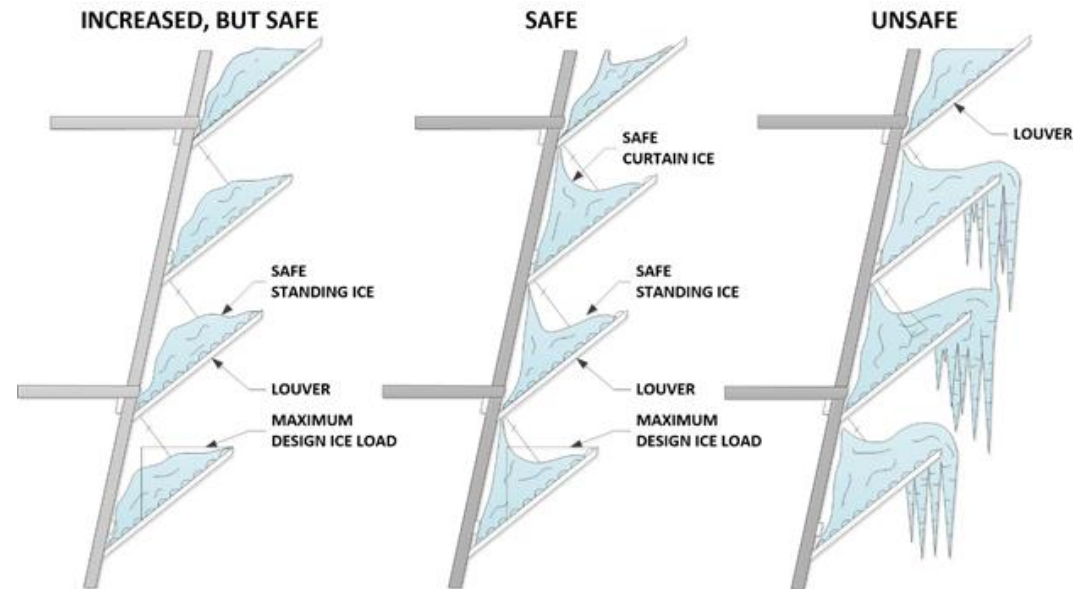 INCREASED, BUT SAFE
SAFE
UNSAFE
SAFE
STANDING ICE
LOUVER
MAXIMUM
DESIGN ICE LOAD
SAFE
CURTAIN ICE
SAFE
STANDING ICE
LOUVER
MAXIMUM
DESIGN ICE LOAD
LOUVER